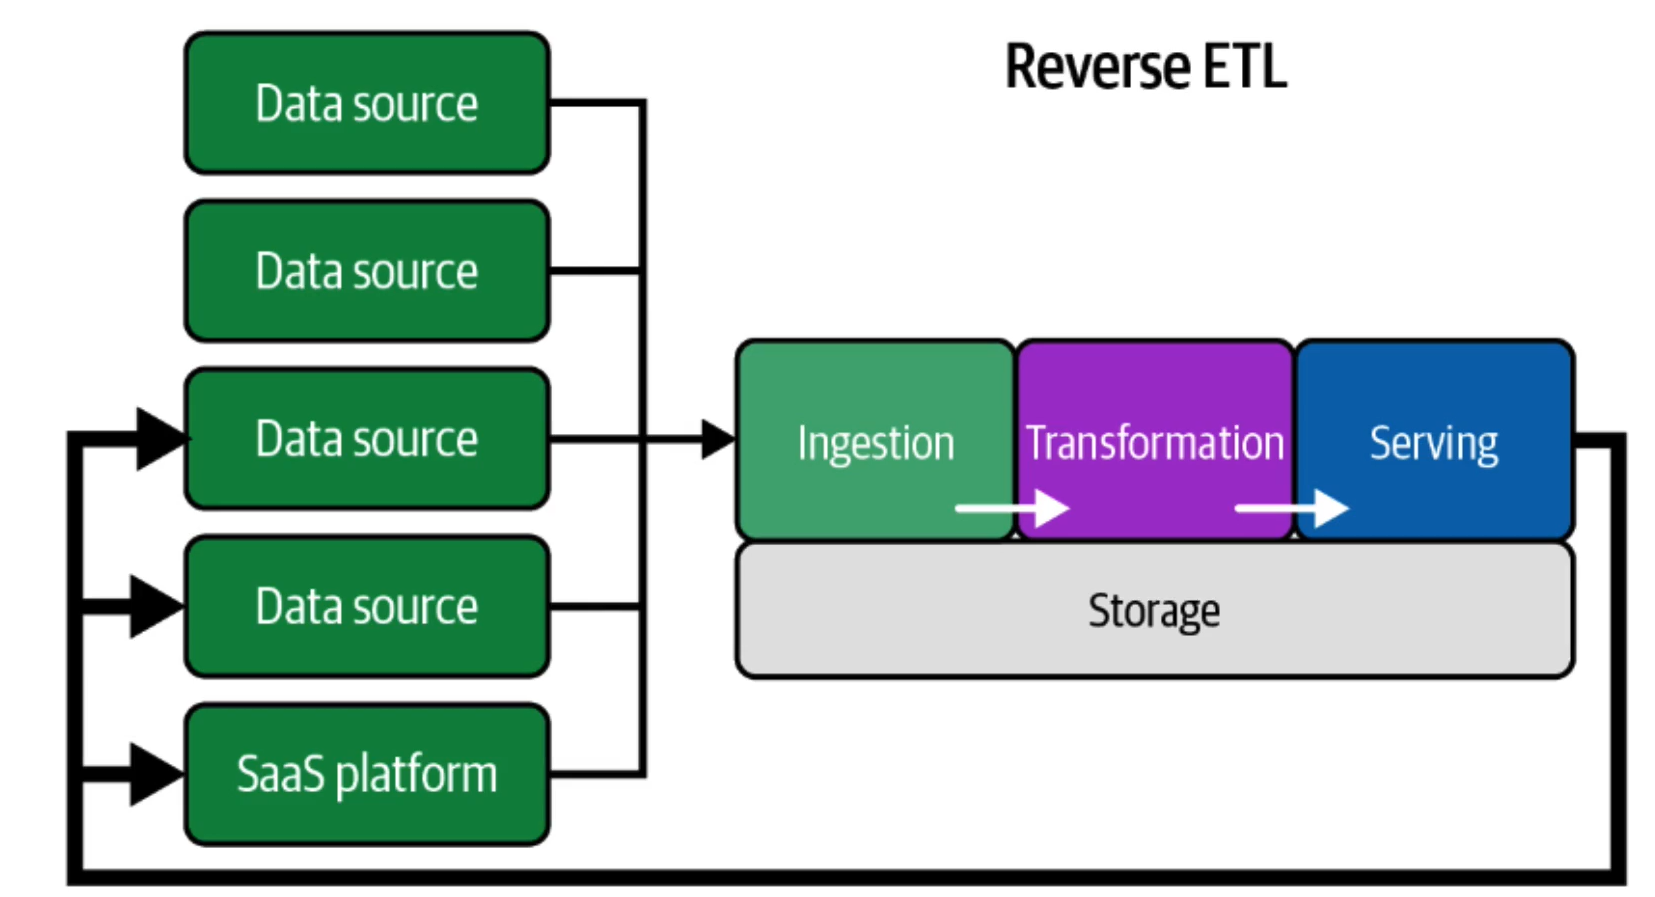 Reverse ETL
Data source
Data source
Data source
Data source
SaaS platform
Ingestion
Transformation
Serving
Storage